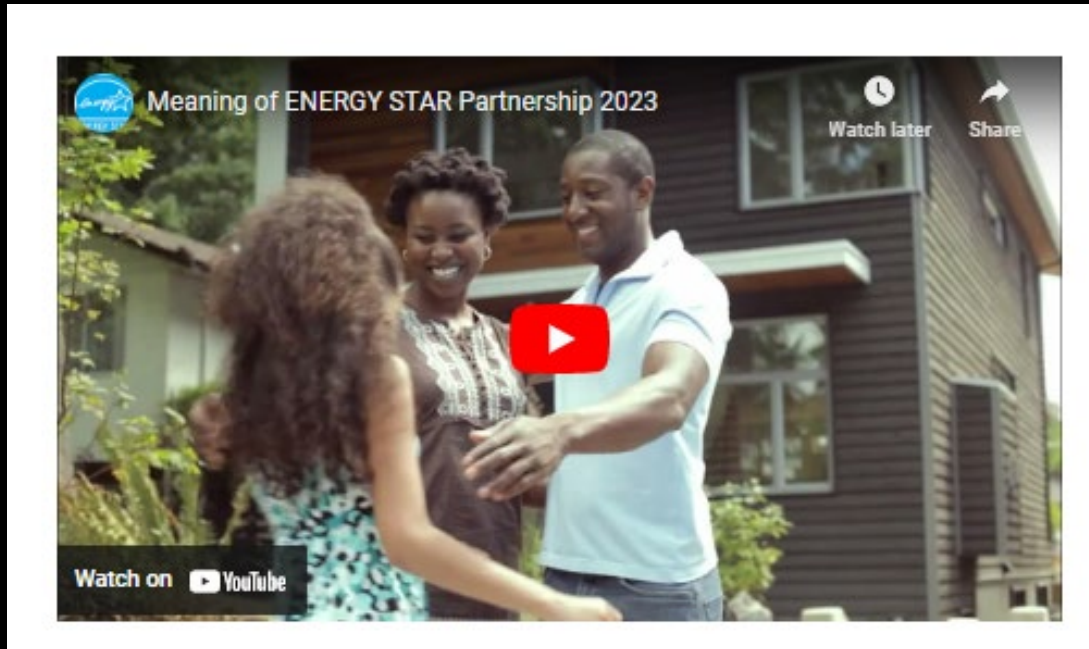 Meaning of ENERGY STAR Partnership 2023
Watch later
Share
Watch on YouTube